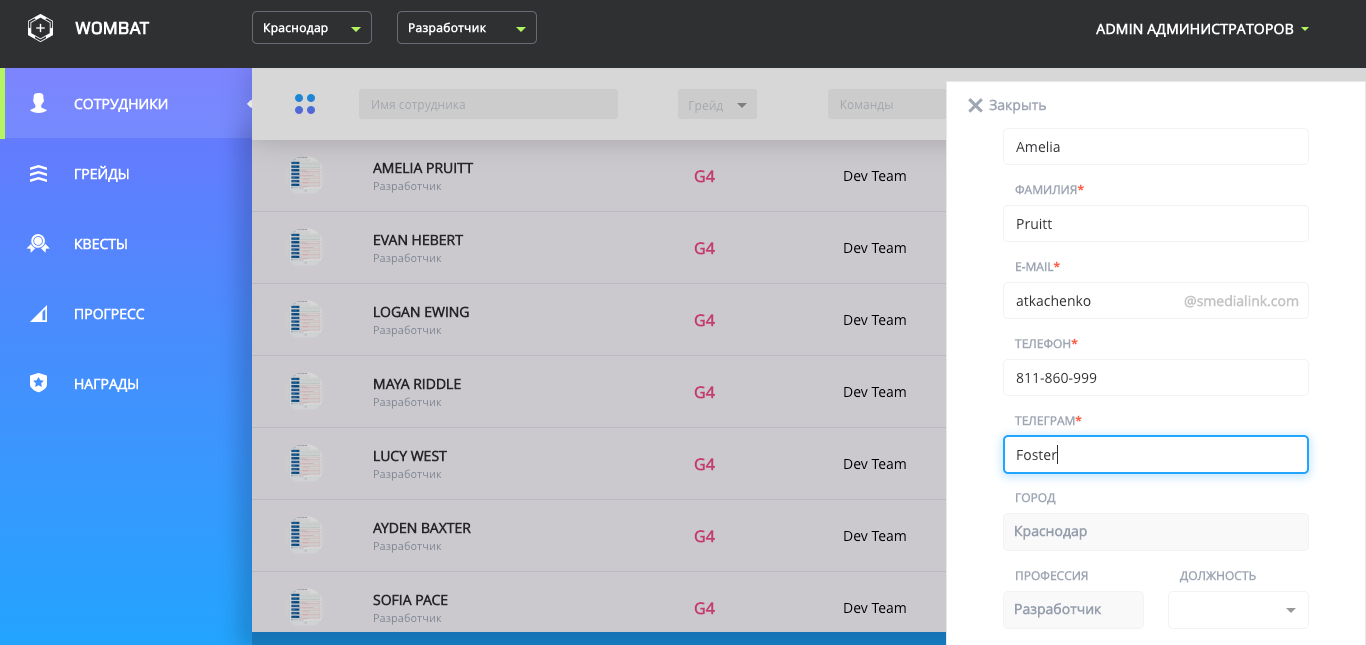 WOMBAT
Краснодар
Разработчик
ADMIN АДМИНИСТРАТОРОВ
СОТРУДНИКИ
ГРЕЙДЫ
КВЕСТЫ
ПРОГРЕСС
НАГРАДЫ
Имя сотрудника
Грейд
Команды
AMELIA PRUITT
Разработчик
G4
Dev Team
EVAN HEBERT
Разработчик
G4
Dev Team
LOGAN EWING
Разработчик
G4
Dev Team
MAYA RIDDLE
Разработчик
G4
Dev Team
LUCY WEST
Разработчик
G4
Dev Team
AYDEN BAXTER
Разработчик
G4
Dev Team
SOFIA PACE
Разработчик
G4
Dev Team
Закрыть
Amelia
ФАМИЛИЯ*
Pruitt
E-MAIL*
atkachenko @smedialink.com
ТЕЛЕФОН*
811-860-999
ТЕЛЕГРАМ*
Foster
ГОРОД
Краснодар
ПРОФЕССИЯ
Разработчик
ДОЛЖНОСТЬ